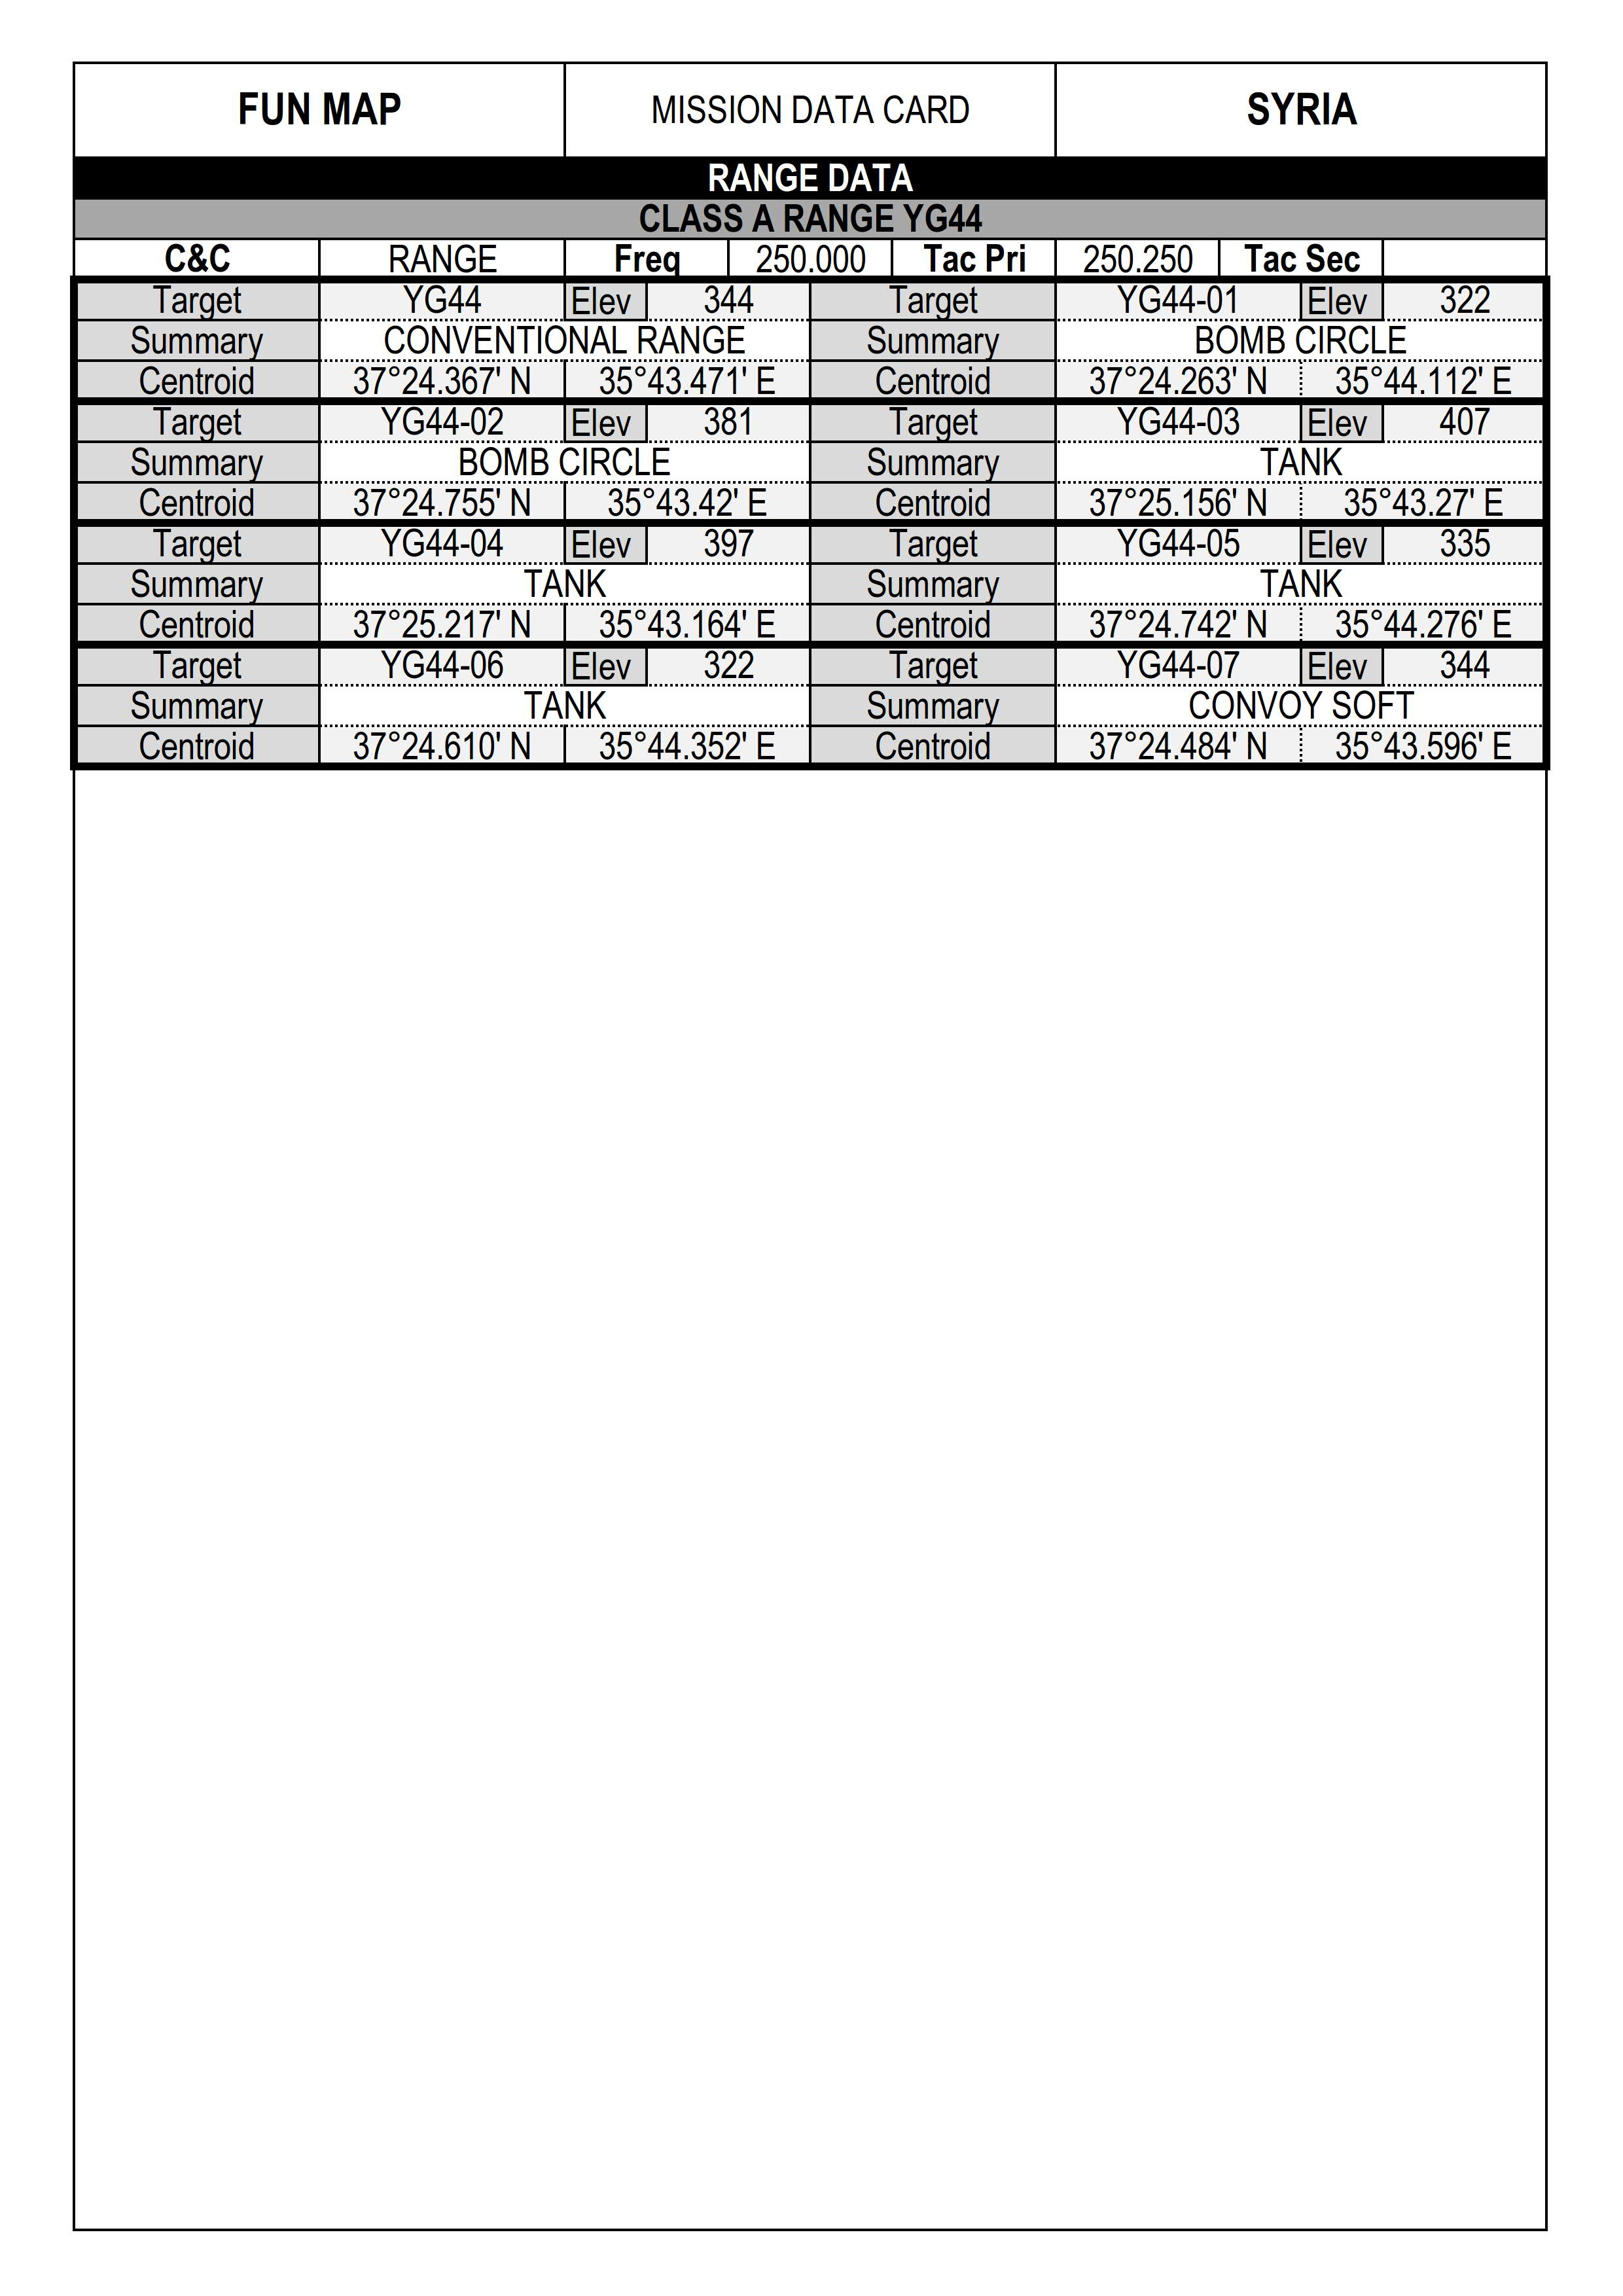 FUN MAP MISSION DATA CARD SYRIA
RANGE DATA
CLASS A RANGE YG44
C&C RANGE Freq 250.000 Tac Pri 250.250 Tac Sec
Target YG44 Elev 344 Target YG44-01 Elev 322
Summary CONVENTIONAL RANGE Summary BOMB CIRCLE
Centroid 37°24.367' N 35°43.471' E Centroid 37°24.263' N 35°44.112' E
Target YG44-02 Elev 381 Target YG44-03 Elev 407
Summary BOMB CIRCLE Summary TANK
Centroid 37°24.755' N 35°43.42' E Centroid 37°25.156' N 35°43.27' E
Target YG44-04 Elev 397 Target YG44-05 Elev 335
Summary TANK Summary TANK
Centroid 37°25.217' N 35°43.164' E Centroid 37°24.742' N 35°44.276' E
Target YG44-06 Elev 322 Target YG44-07 Elev 344
Summary TANK Summary CONVOY SOFT
Centroid 37°24.610' N 35°44.352' E Centroid 37°24.484' N 35°43.596' E